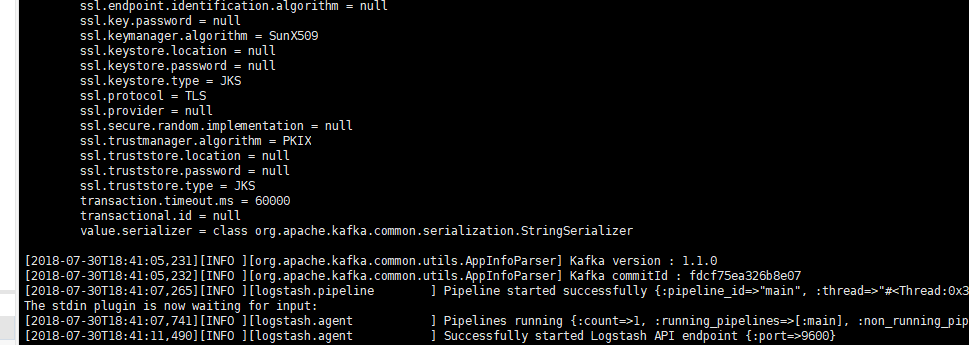 ssl.endpoint.identification.algorithm = null
ssl.key.password = null
ssl.keymanager.algorithm = SunX509
ssl.keystore.location = null
ssl.keystore.password = null
ssl.keystore.type = JKS
ssl.protocol = TLS
ssl.provider = null
ssl.secure.random.implementation = null
ssl.trustmanager.algorithm = PKIX
ssl.truststore.location = null
ssl.truststore.password = null
ssl.truststore.type = JKS
transaction.timeout.ms = 60000
transactional.id = null
value.serializer = class org.apache.kafka.common.serialization.StringSerializer
[2018-07-30T18:41:05,231][INFO ][org.apache.kafka.common.utils.AppInfoParser] Kafka version : 1.1.0
[2018-07-30T18:41:05,232][INFO ][org.apache.kafka.common.utils.AppInfoParser] Kafka commitId : fdcf75ea326b8e07
[2018-07-30T18:41:07,265][INFO ][logstash.pipeline        ] Pipeline started successfully {:pipeline_id=>"main", :thread=>"#<Thread:0x3
The stdin plugin is now waiting for input:
[2018-07-30T18:41:07,741][INFO ][logstash.agent           ] Pipelines running {:count=>1, :running_pipelines=>[:main], :non_running_pip
[2018-07-30T18:41:11,490][INFO ][logstash.agent           ] Successfully started Logstash API endpoint {:port=>9600}